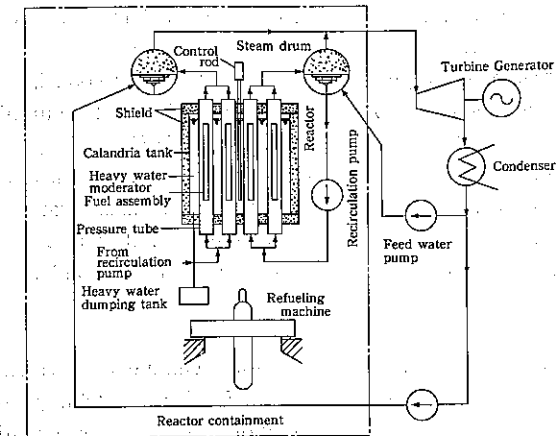 Control
rod
Steam drum
Turbine Generator
Shield
Reactor
Recirculation pump
Calandria tank
Condenser
Heavy water
moderator
Fuel assembly
Pressure tube
Feed water
pump
From
recirculation
pump
Heavy water
dumping tank
Refueling
machine
Reactor containment